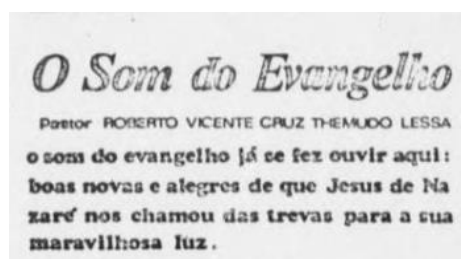 O Som do Evangelho
Pastor ROBERTO VICENTE CRUZ THEMUDO LESSA
o som do evangelho já se fez ouvir aqui:
boas novas e alegres de que Jesus de Na
zaré nos chamou das trevas para a sua
maravilhosa luz.